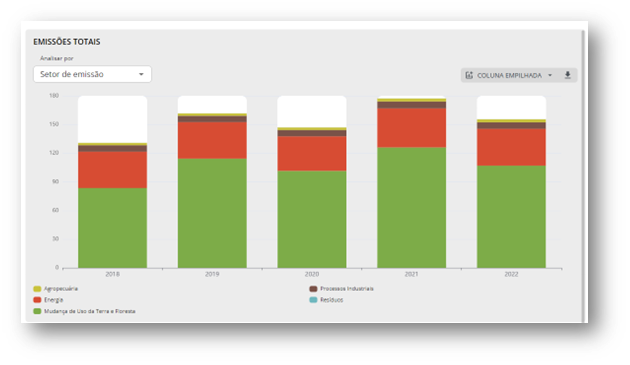 EMISSÕES TOTAIS
Analisar por
Setor de emissão
COLUNA EMPILHADA
180
150
120
90
60
30
0
2018 2019 2020 2021 2022
Agropecuária Processos Industriais
Energia Resíduos
Mudança de Uso da Terra e Floresta